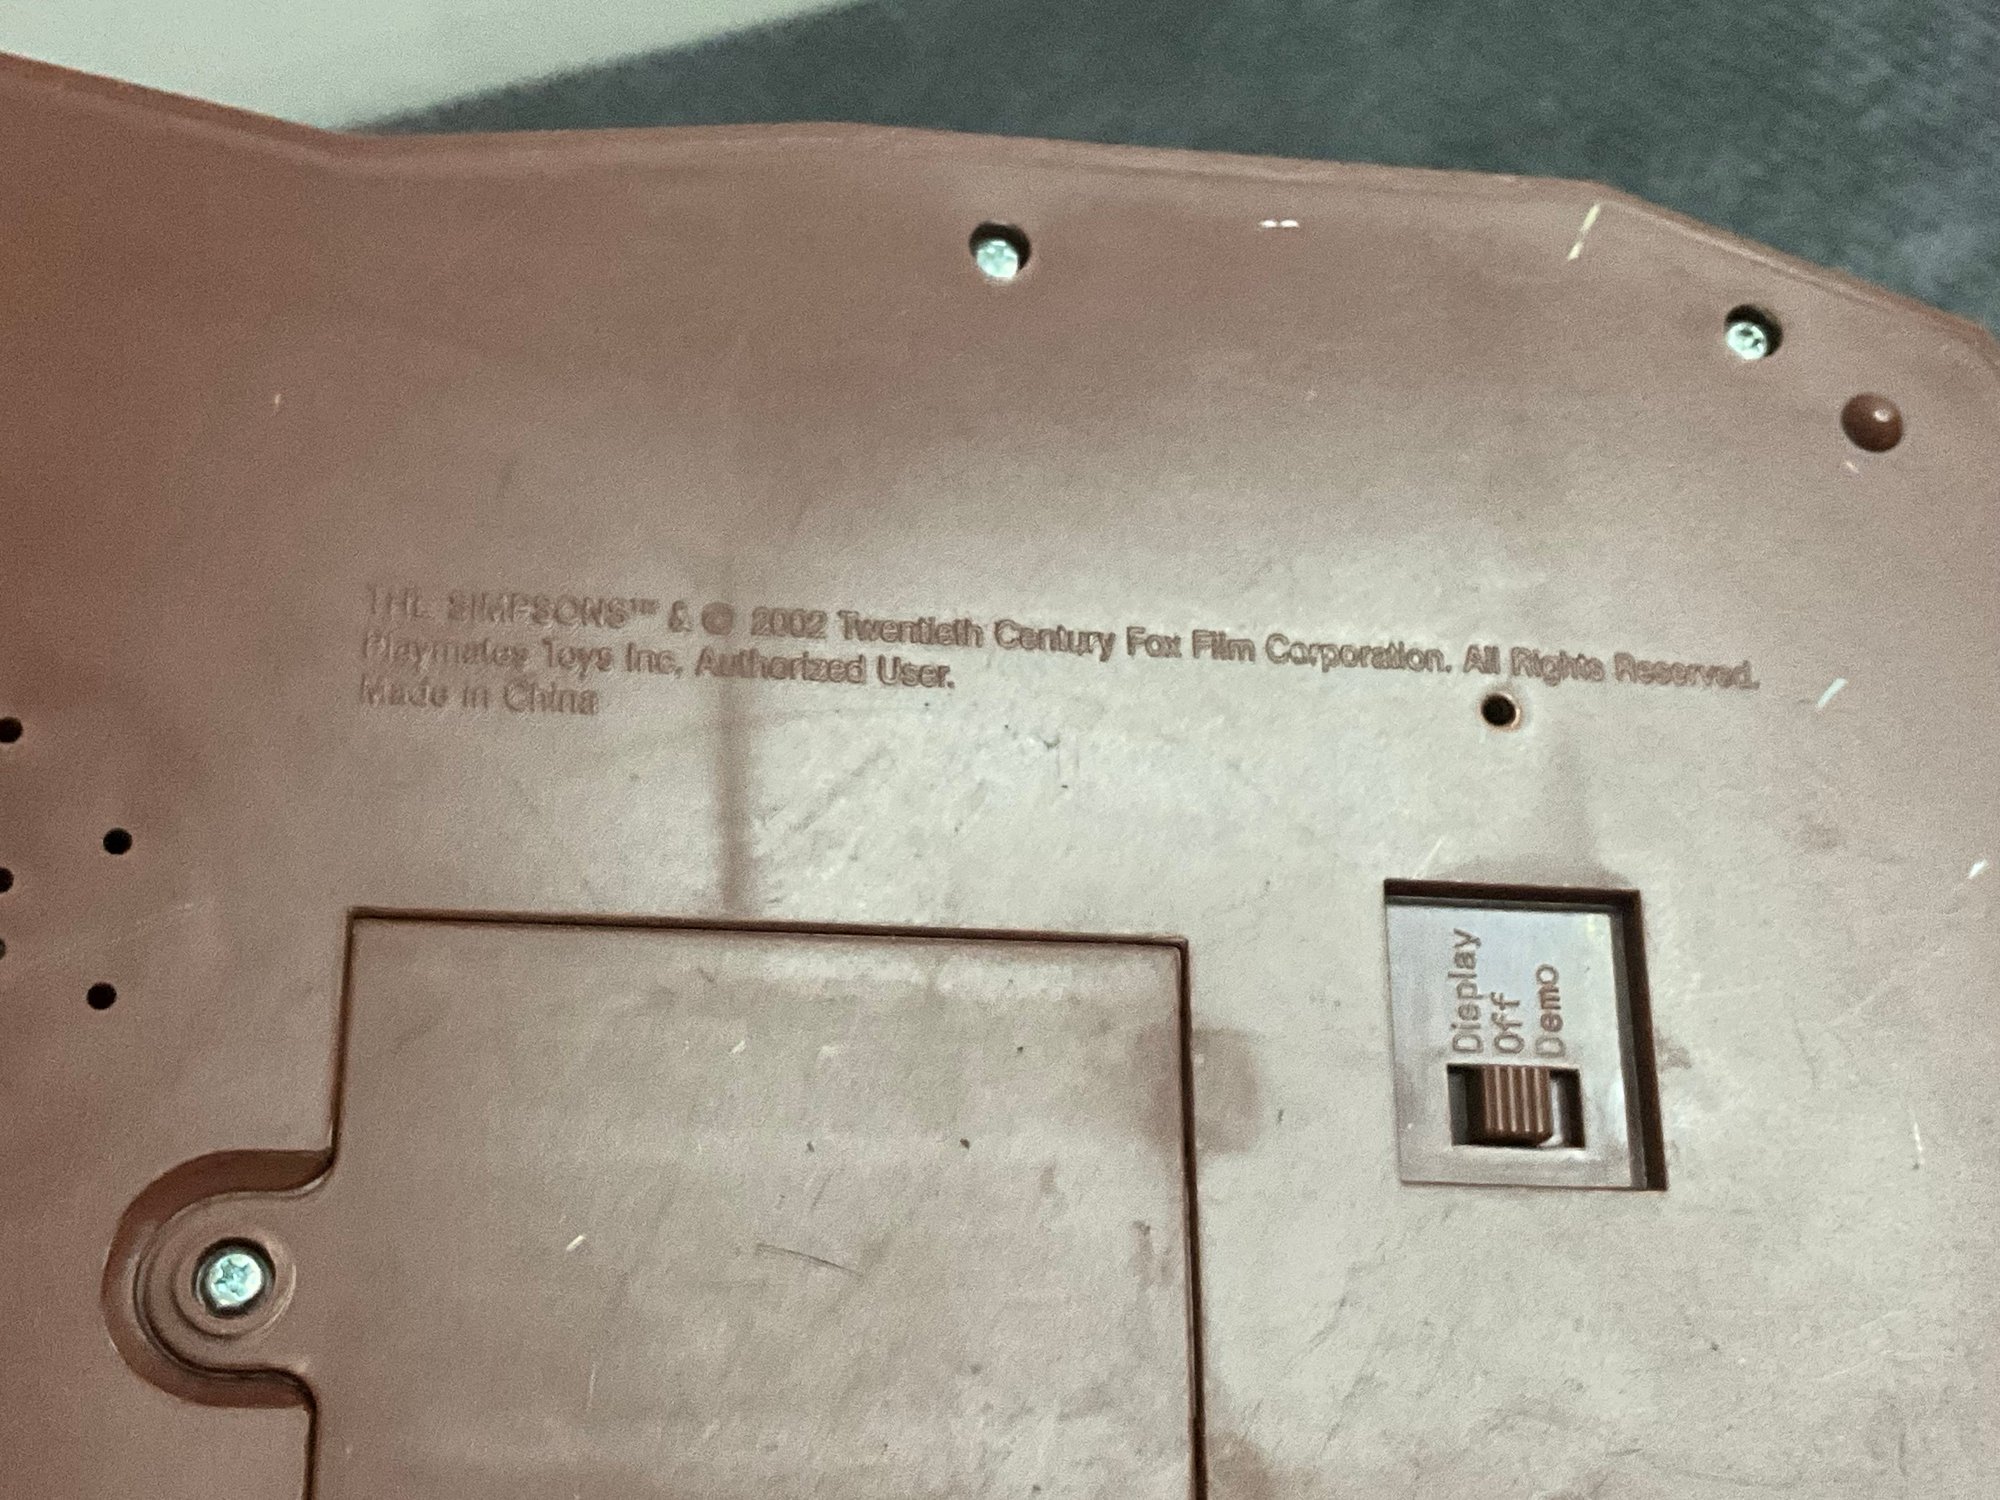 THE SIMPSONS™ & © 2002 Twentieth Century Fox Film Corporation. All Rights Reserved.
Playmates Toys Inc, Authorized User.
Made in China
Display
Off
Demo